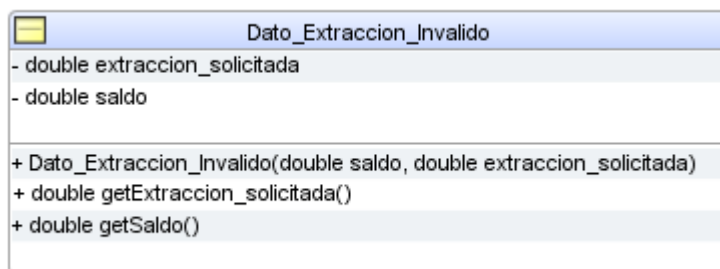 Dato_Extraccion_Invalido
- double extraccion_solicitada
- double saldo
+ Dato_Extraccion_Invalido(double saldo, double extraccion_solicitada)
+ double getExtraccion_solicitada()
+ double getSaldo()